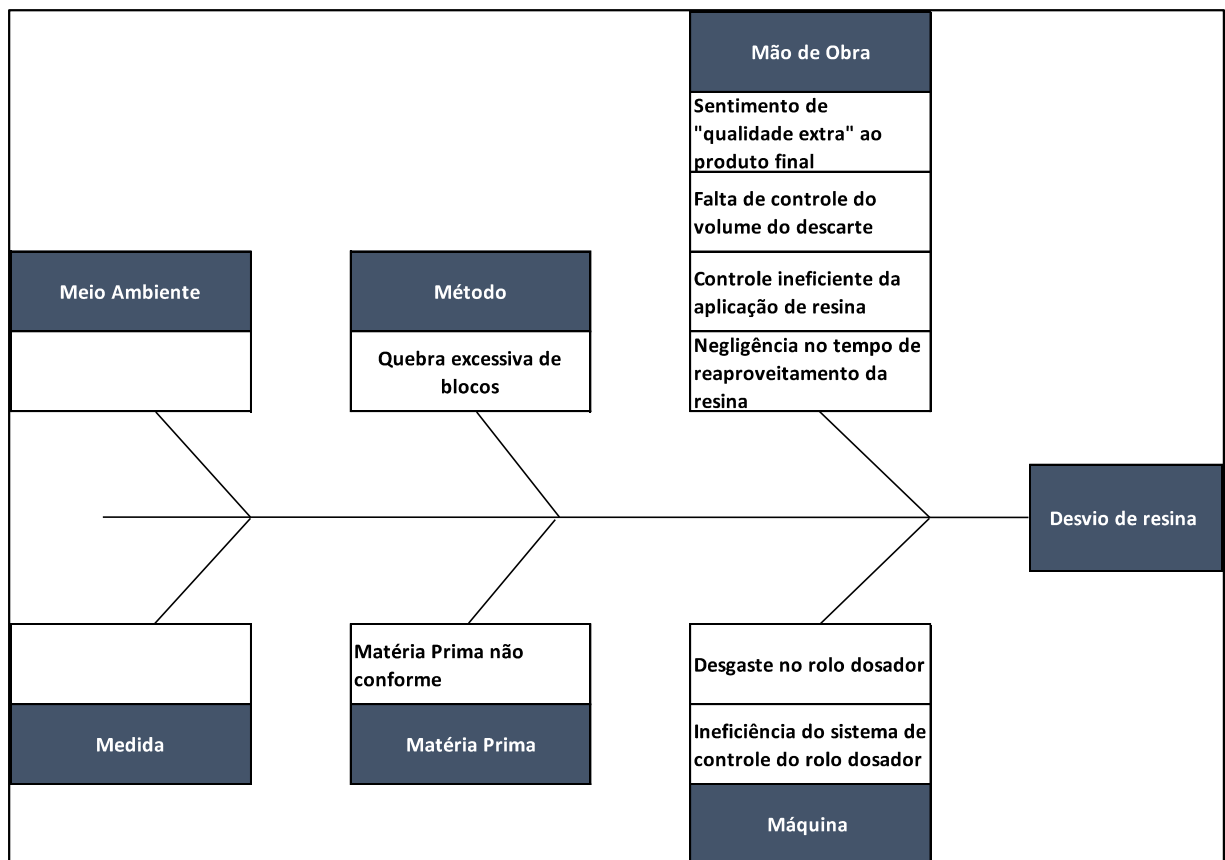 Mão de Obra
Sentimento de
"qualidade extra" ao
produto final
Falta de controle do
volume do descarte
Controle ineficiente da
aplicação de resina
Negligência no tempo de
reaproveitamento da
resina
Meio Ambiente
Método
Quebra excessiva de
blocos
Desvio de resina
Medida
Matéria Prima não
conforme
Matéria Prima
Desgaste no rolo dosador
Ineficiência do sistema de
controle do rolo dosador
Máquina